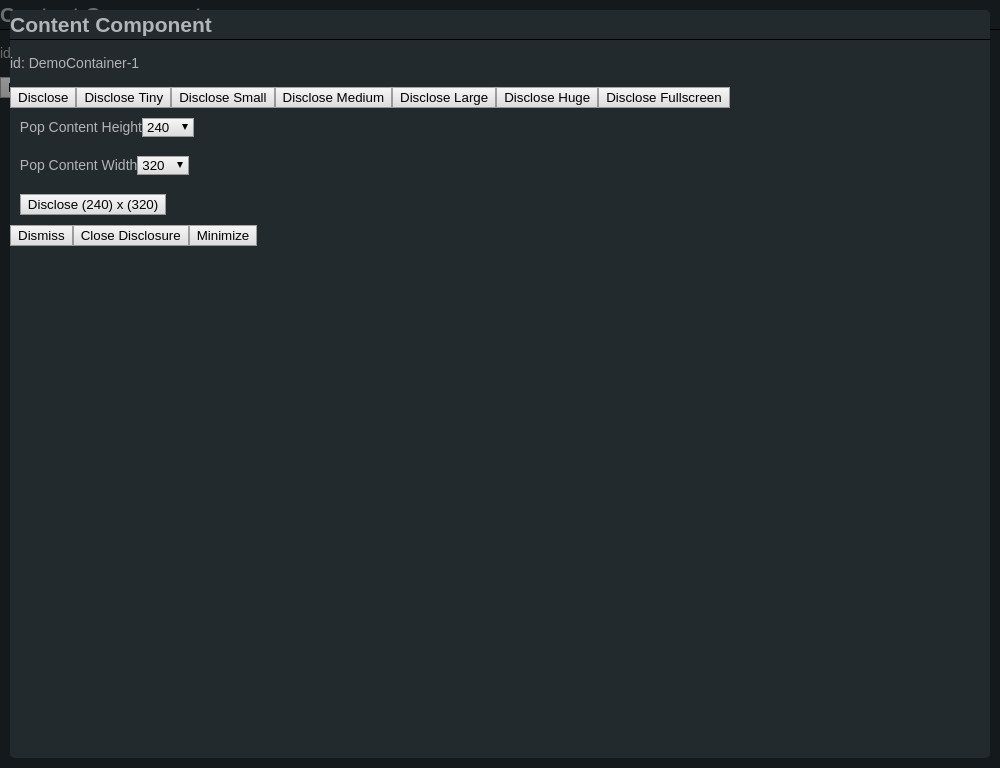 Content Component
id: DemoContainer-1
Disclose Disclose Tiny Disclose Small Disclose Medium Disclose Large Disclose Huge Disclose Fullscreen
Pop Content Height 240
Pop Content Width 320
Disclose (240) x (320)
Dismiss Close Disclosure Minimize